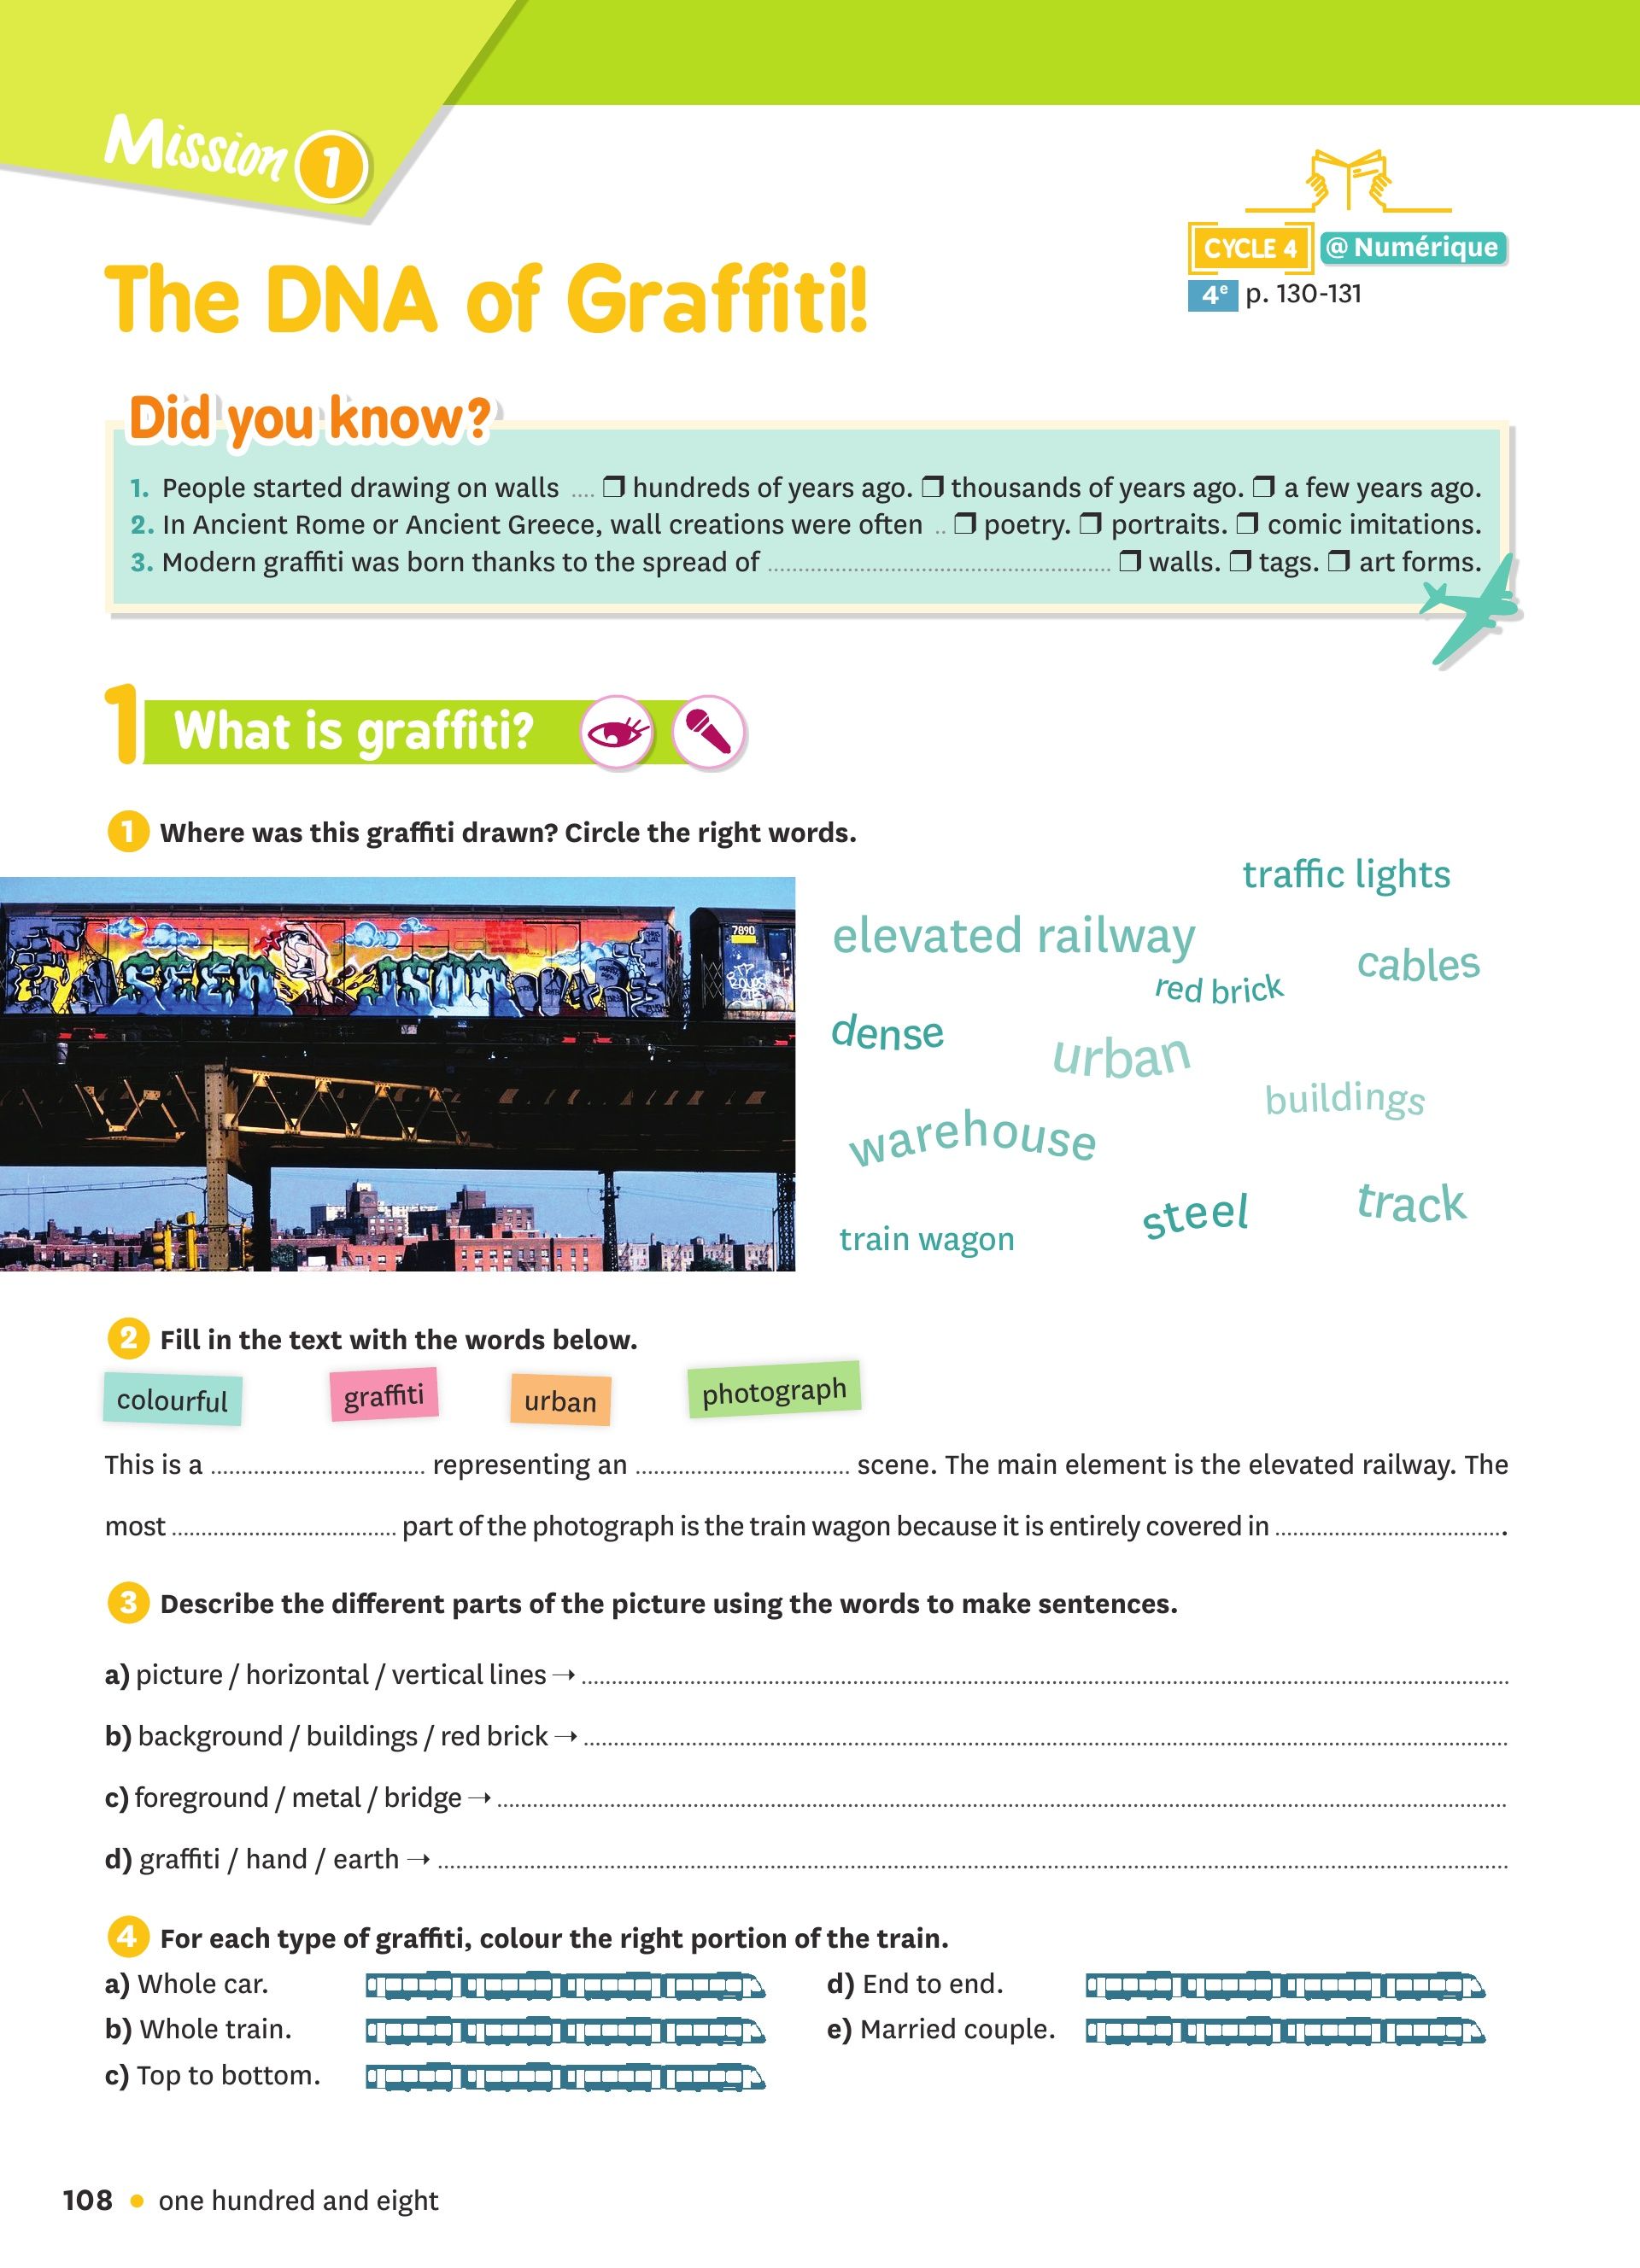 Mission 1
CYCLE 4 @ Numérique
4e p. 130-131
The DNA of Graffiti!
Did you know?
1. People started drawing on walls .... ❒ hundreds of years ago. ❒ thousands of years ago. ❒ a few years ago.
2. In Ancient Rome or Ancient Greece, wall creations were often .. ❒ poetry. ❒ portraits. ❒ comic imitations.
3. Modern graffiti was born thanks to the spread of .................... ❒ walls. ❒ tags. ❒ art forms.
1 What is graffiti?
1 Where was this graffiti drawn? Circle the right words.
7890
SEEN
traffic lights
elevated railway
cables
red brick
dense
urban
buildings
warehouse
steel
track
train wagon
2 Fill in the text with the words below.
colourful graffiti urban photograph
This is a .................... representing an .................... scene. The main element is the elevated railway. The
most .................... part of the photograph is the train wagon because it is entirely covered in .................... .
3 Describe the different parts of the picture using the words to make sentences.
a) picture / horizontal / vertical lines → ....................
b) background / buildings / red brick → ....................
c) foreground / metal / bridge → ....................
d) graffiti / hand / earth → ....................
4 For each type of graffiti, colour the right portion of the train.
a) Whole car.
b) Whole train.
c) Top to bottom.
d) End to end.
e) Married couple.
108 • one hundred and eight